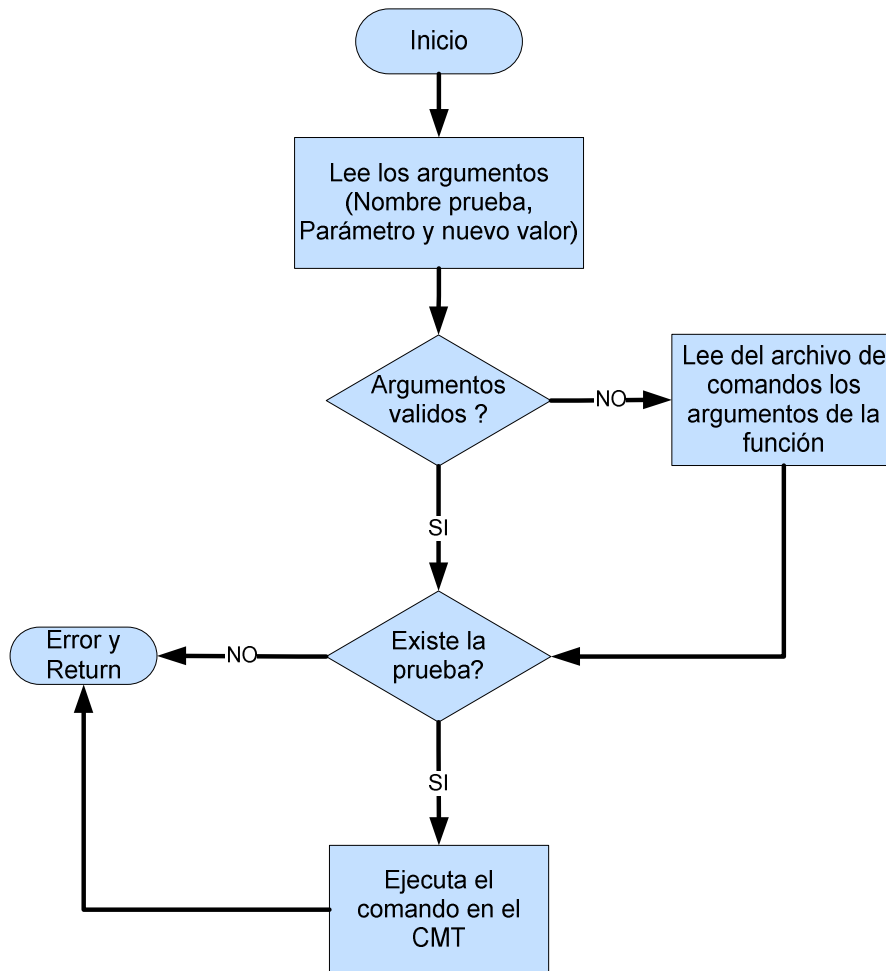 Inicio
Lee los argumentos
(Nombre prueba,
Parámetro y nuevo valor)
Argumentos
validos ?
NO
Lee del archivo de
comandos los
argumentos de la
función
SI
Existe la
prueba?
NO
Error y
Return
SI
Ejecuta el
comando en el
CMT